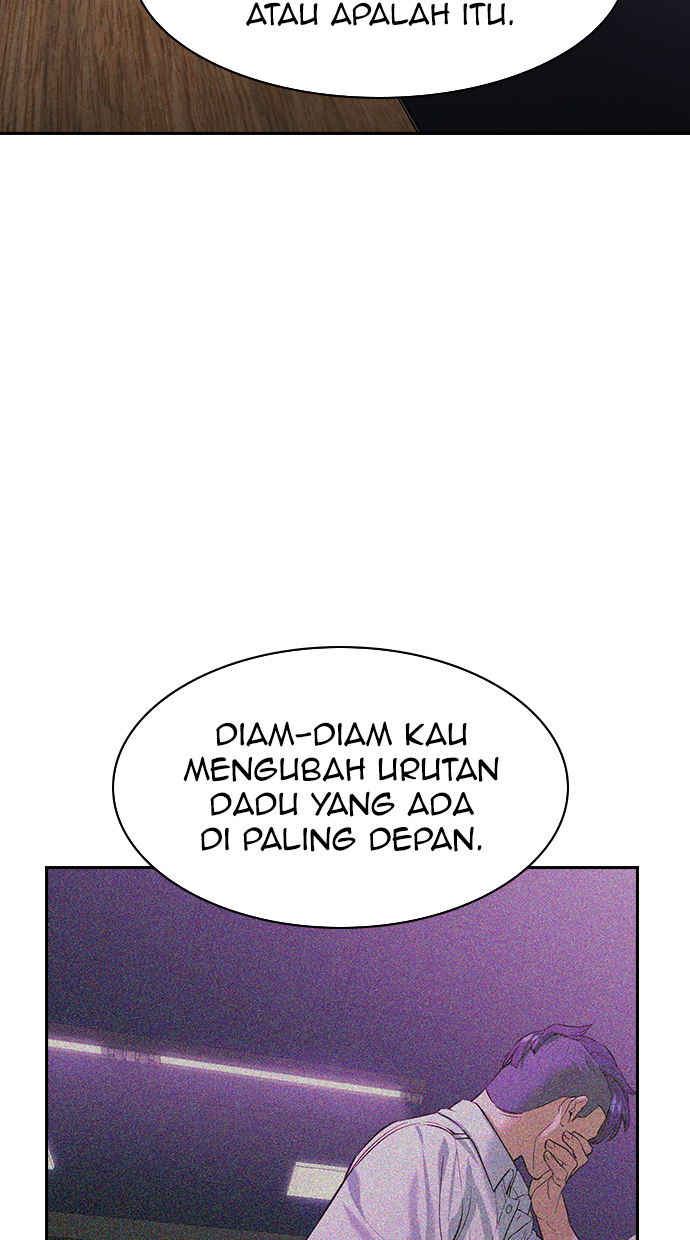 ATAU APALAH ITU.
DIAM-DIAM KAU
MENGUBAH URUTAN
DADU YANG ADA
DI PALING DEPAN.